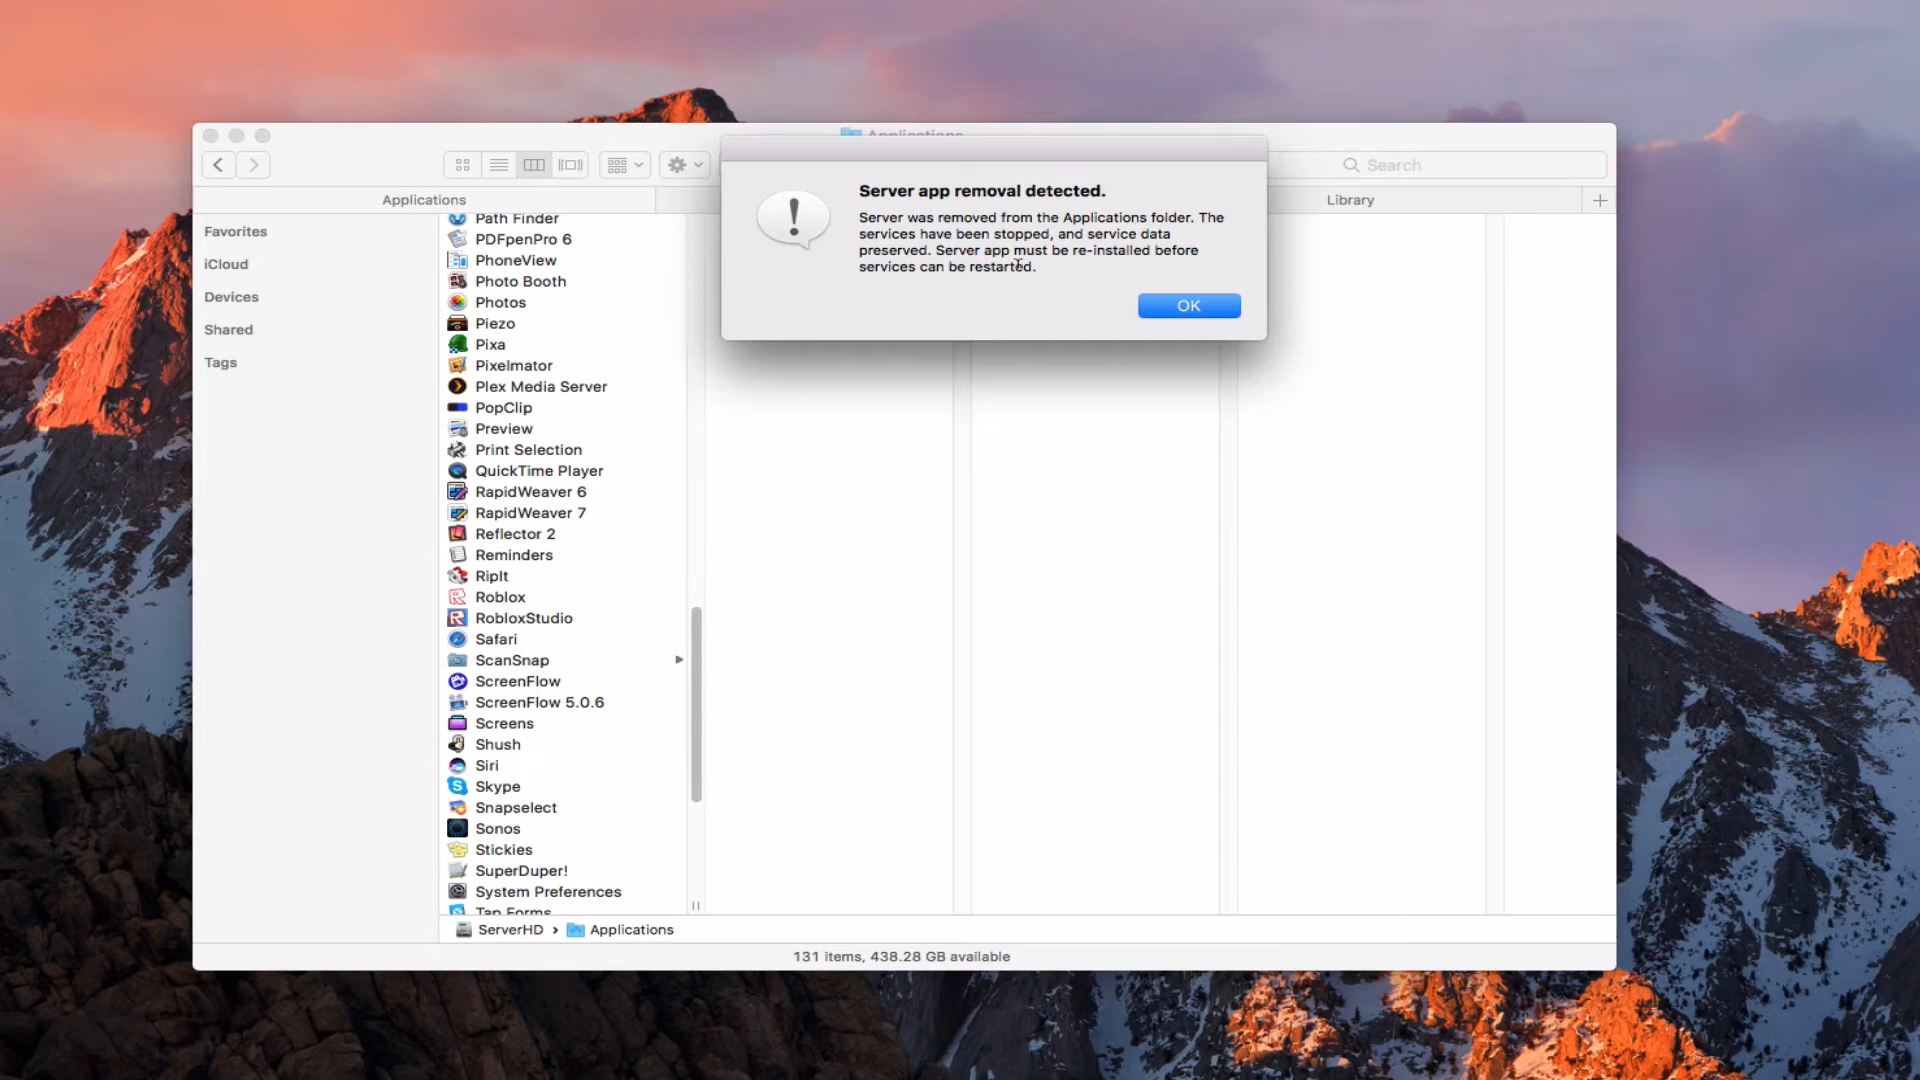 Applications
Search
Applications
Library
Server app removal detected.
Server was removed from the Applications folder. The
services have been stopped, and service data
preserved. Server app must be re-installed before
services can be restarted.
OK
Favorites
iCloud
Devices
Shared
Tags
Path Finder
PDFpenPro 6
PhoneView
Photo Booth
Photos
Piezo
Pixa
Pixelmator
Plex Media Server
PopClip
Preview
Print Selection
QuickTime Player
RapidWeaver 6
RapidWeaver 7
Reflector 2
Reminders
RipIt
Roblox
RobloxStudio
Safari
ScanSnap
ScreenFlow
ScreenFlow 5.0.6
Screens
Shush
Siri
Skype
Snapselect
Sonos
Stickies
SuperDuper!
System Preferences
Tap Forms
ServerHD › Applications
131 items, 438.28 GB available